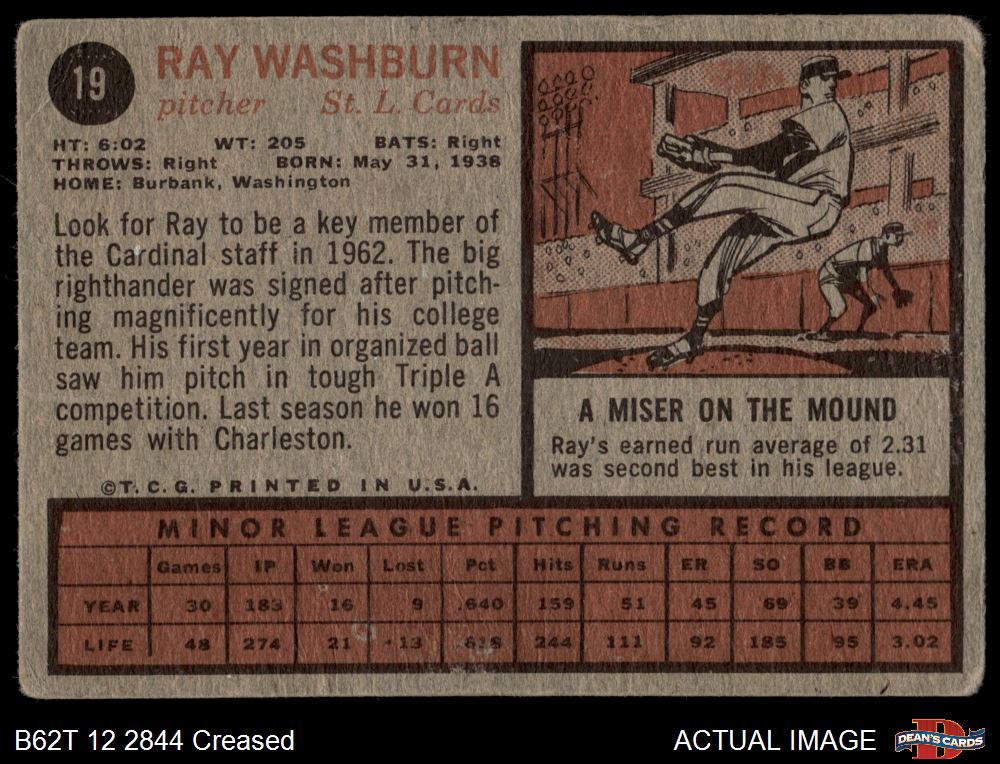 19
RAY WASHBURN
pitcher St. L. Cards
HT: 6:02 WT: 205 BATS: Right
THROWS: Right BORN: May 31, 1938
HOME: Burbank, Washington
Look for Ray to be a key member of
the Cardinal staff in 1962. The big
righthander was signed after pitch-
ing magnificently for his college
team. His first year in organized ball
saw him pitch in tough Triple A
competition. Last season he won 16
games with Charleston.
©T. C. G. PRINTED IN U.S.A.
A MISER ON THE MOUND
Ray's earned run average of 2.31
was second best in his league.
MINOR LEAGUE PITCHING RECORD
Games IP Won Lost Pct Hits Runs ER SO BB ERA
YEAR 30 183 16 9 .640 159 51 45 69 39 4.45
LIFE 48 274 21 13 .618 244 111 92 185 95 3.02
B62T 12 2844 Creased
ACTUAL IMAGE
DEAN'S CARDS